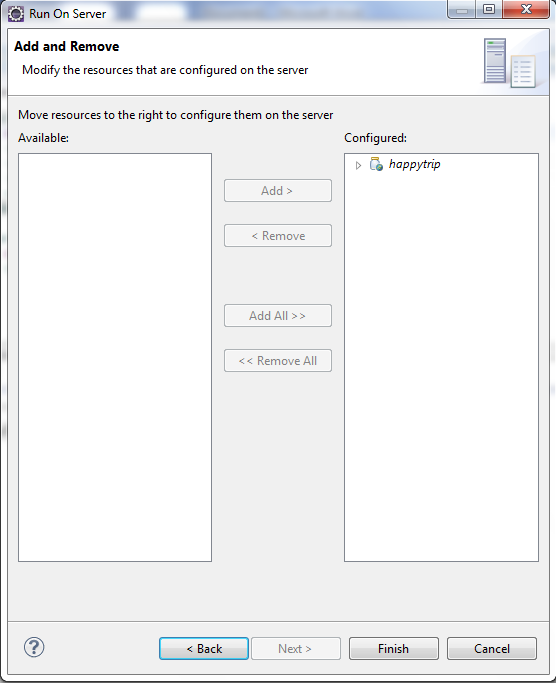 Run On Server
Add and Remove
Modify the resources that are configured on the server
Move resources to the right to configure them on the server
Available:
Configured:
happytrip
Add >
< Remove
Add All >>
<< Remove All
?
< Back
Next >
Finish
Cancel